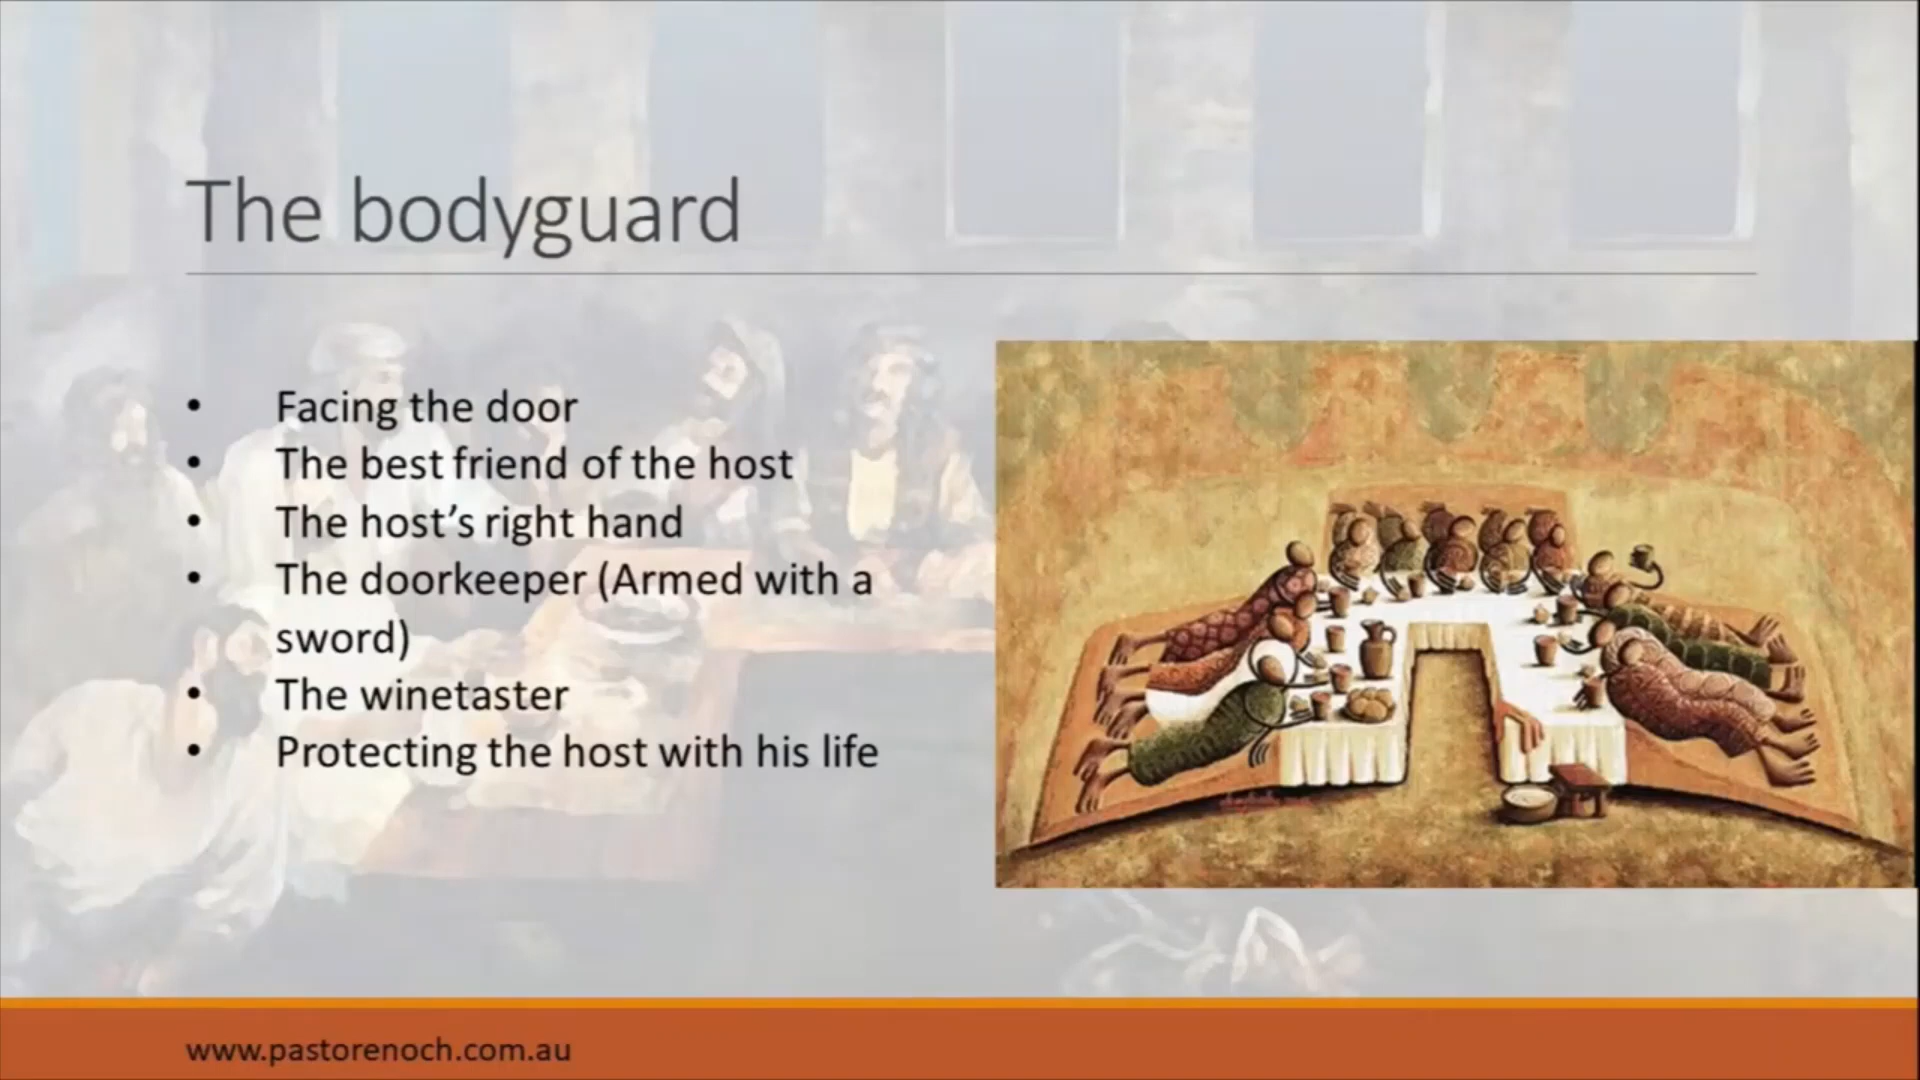 The bodyguard
• Facing the door
• The best friend of the host
• The host’s right hand
• The doorkeeper (Armed with a
sword)
• The winetaster
• Protecting the host with his life
www.pastorenoch.com.au